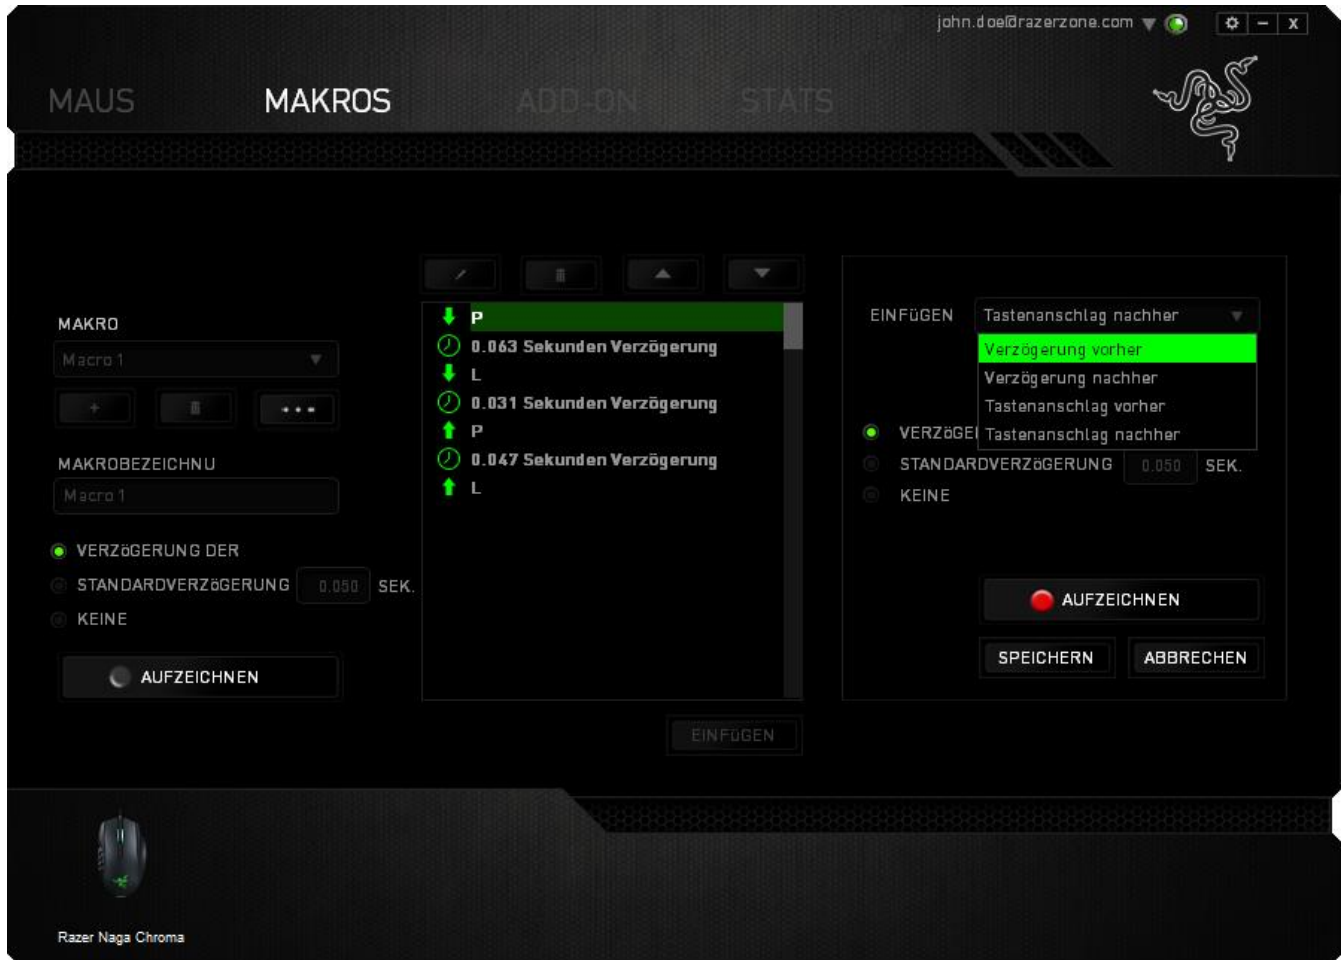 john.doe@razerzone.com
X
MAUS
MAKROS
ADD-ON
STATS
MAKRO
Macro 1
MAKROBEZEICHNU
Macro 1
VERZöGERUNG DER
STANDARDVERZöGERUNG 0.050 SEK.
KEINE
AUFZEICHNEN
P
0.063 Sekunden Verzögerung
L
0.031 Sekunden Verzögerung
P
0.047 Sekunden Verzögerung
L
EINFüGEN
EINFüGEN Tastenanschlag nachher
Verzögerung vorher
Verzögerung nachher
Tastenanschlag vorher
Tastenanschlag nachher
VERZöGE
STANDARDVERZöGERUNG 0.050 SEK.
KEINE
AUFZEICHNEN
SPEICHERN
ABBRECHEN
Razer Naga Chroma